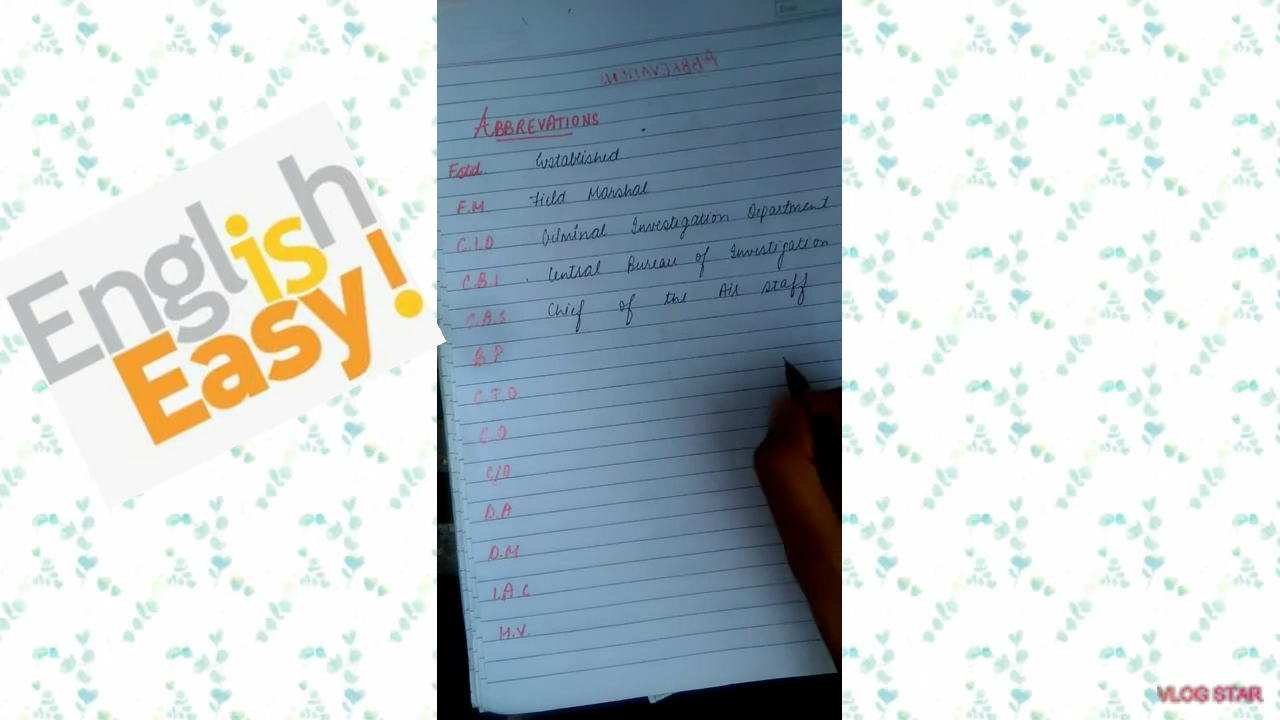 English
Easy!
ABBREVATIONS
Estd. Established
F.M. Field Marshal
C.I.D Criminal Investigation Department
C.B.I. Central Bureau of Investigation
C.A.S Chief of the Air staff
B.P
C.T.O
C.O
C/O
D.A
D.M
I.A.C
H.V.
VLOG STAR